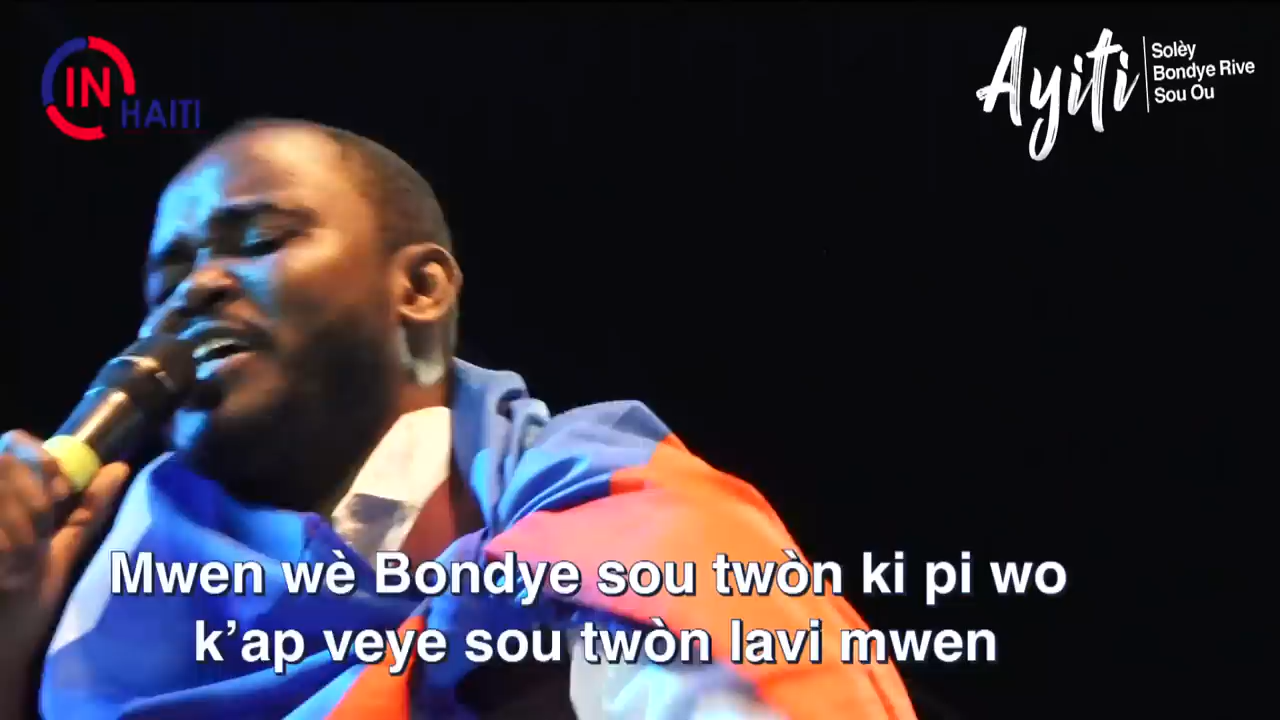 IN
HAITI
Ayiti
Solèy
Bondye Rive
Sou Ou
Mwen wè Bondye sou twòn ki pi wo
k’ap veye sou twòn lavi mwen